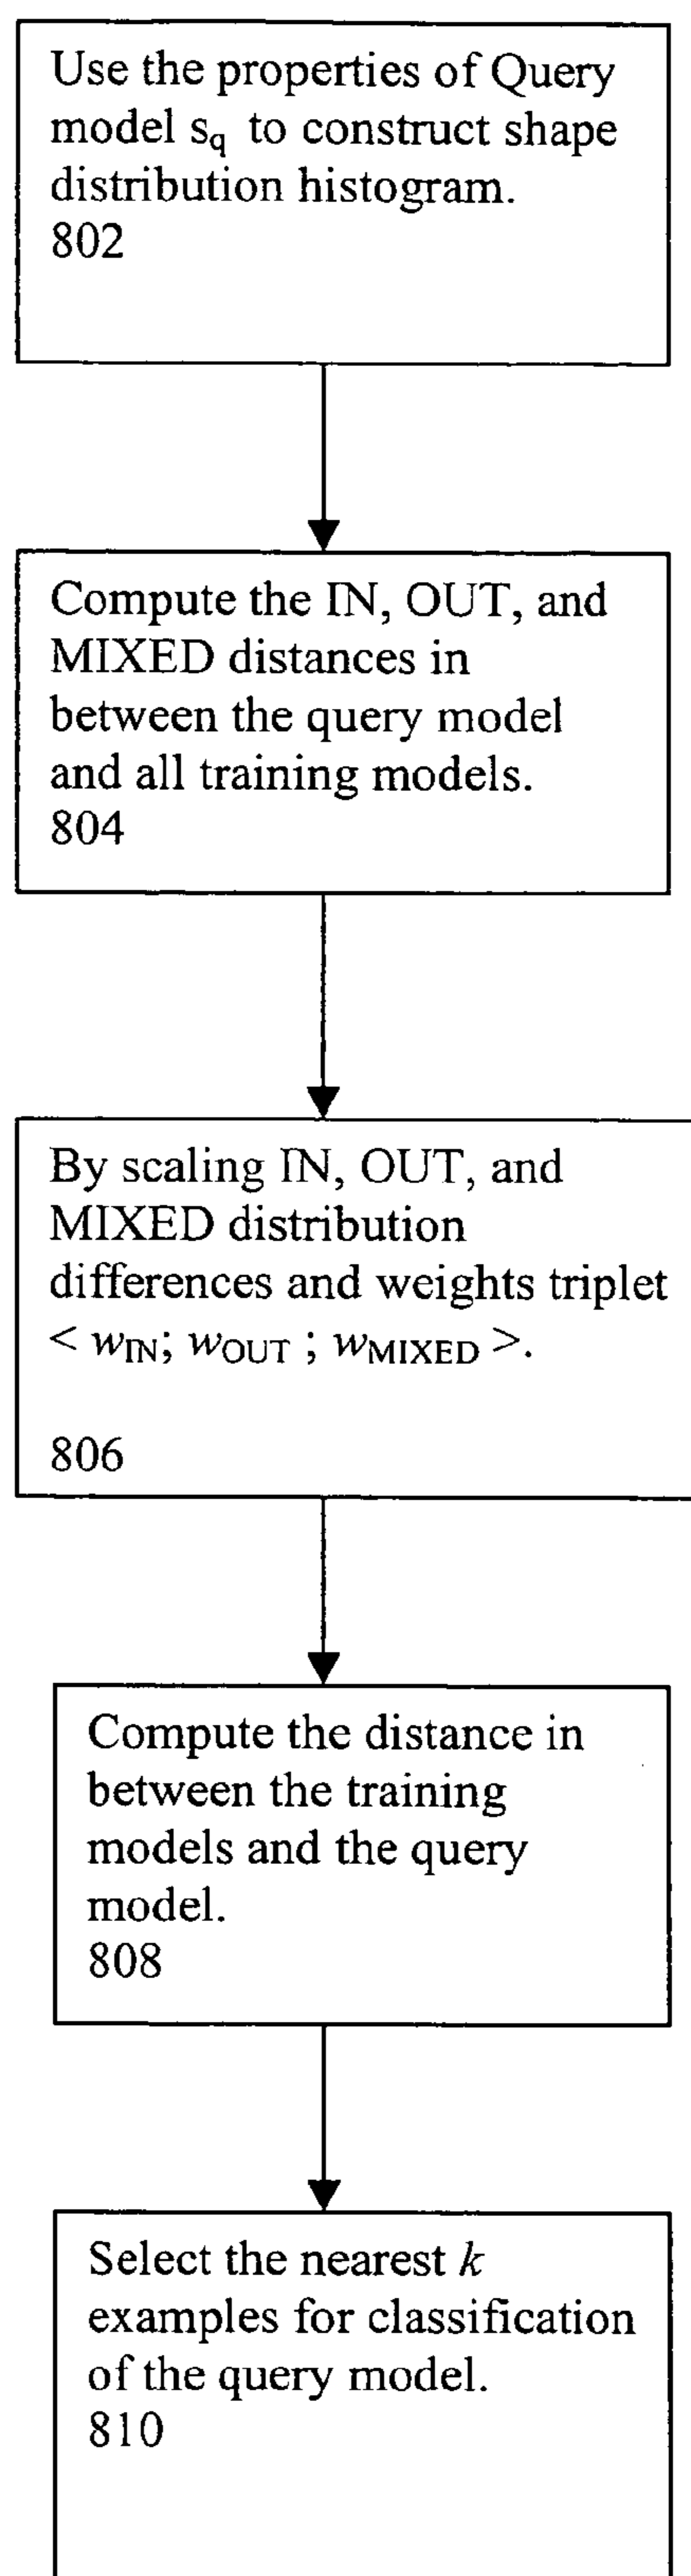 Use the properties of Query
model sq to construct shape
distribution histogram.
802
Compute the IN, OUT, and
MIXED distances in
between the query model
and all training models.
804
By scaling IN, OUT, and
MIXED distribution
differences and weights triplet
< wIN; wOUT ; wMIXED >.
806
Compute the distance in
between the training
models and the query
model.
808
Select the nearest k
examples for classification
of the query model.
810